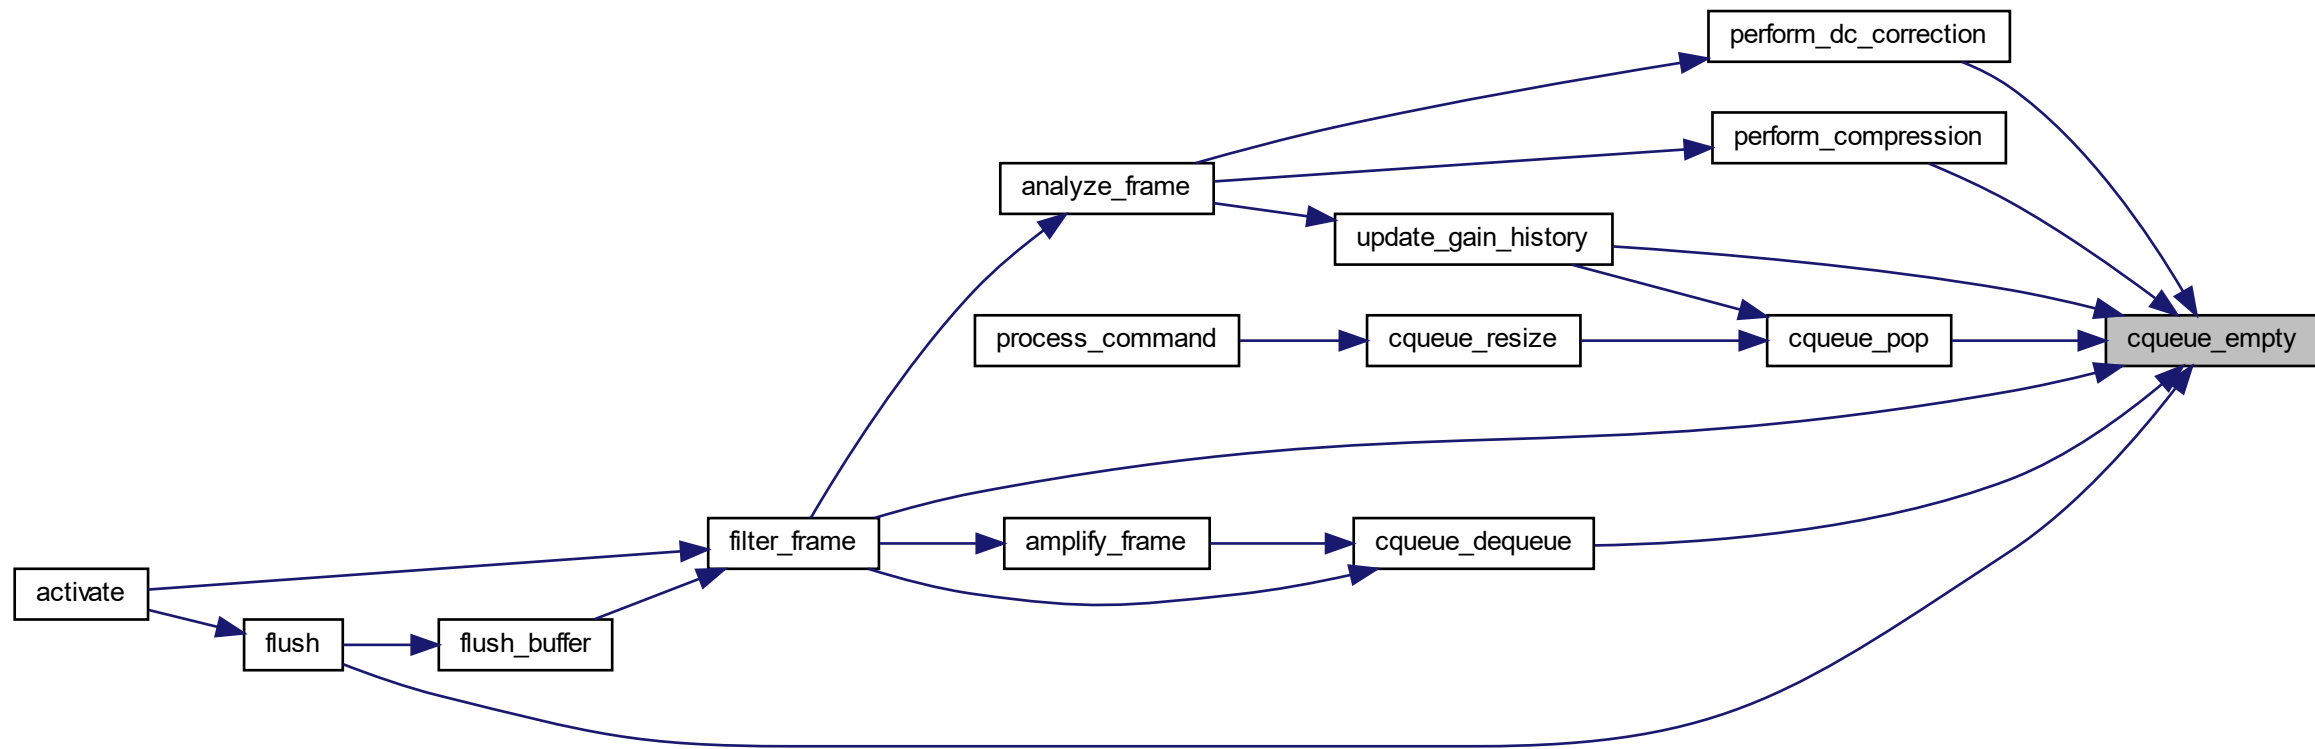 perform_dc_correction
perform_compression
analyze_frame
update_gain_history
process_command
cqueue_resize
cqueue_pop
cqueue_empty
filter_frame
amplify_frame
cqueue_dequeue
activate
flush
flush_buffer